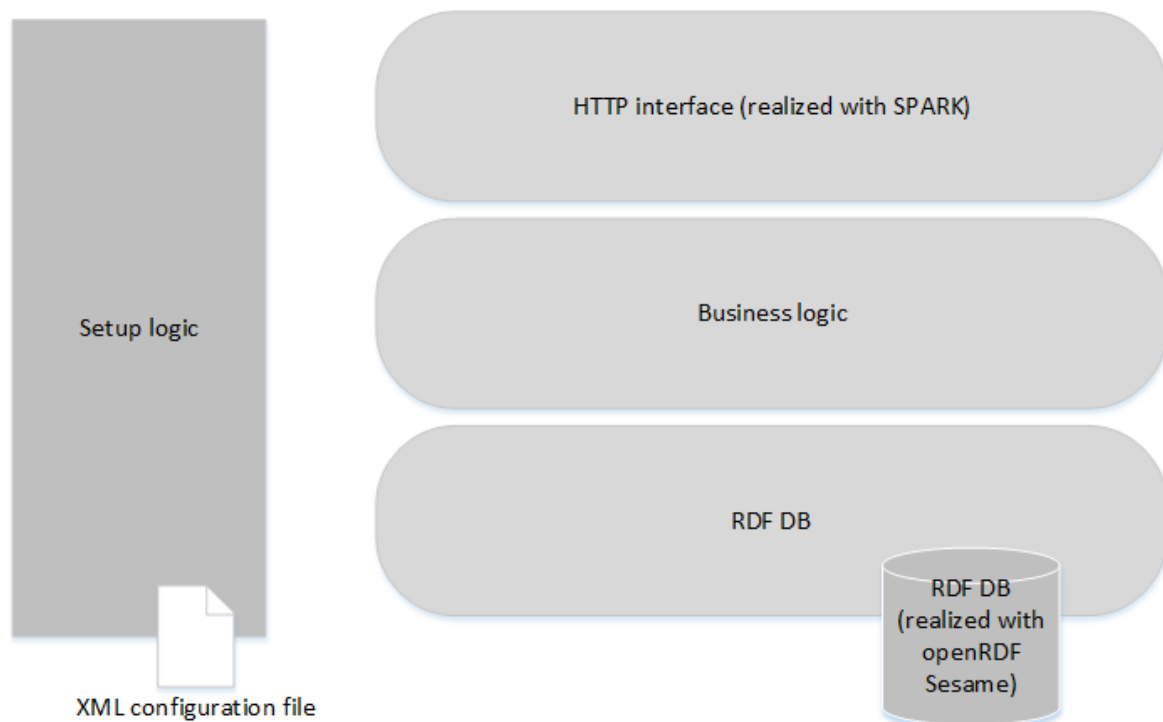 HTTP interface (realized with SPARK)
Setup logic
Business logic
RDF DB
RDF DB
(realized with
openRDF
Sesame)
XML configuration file